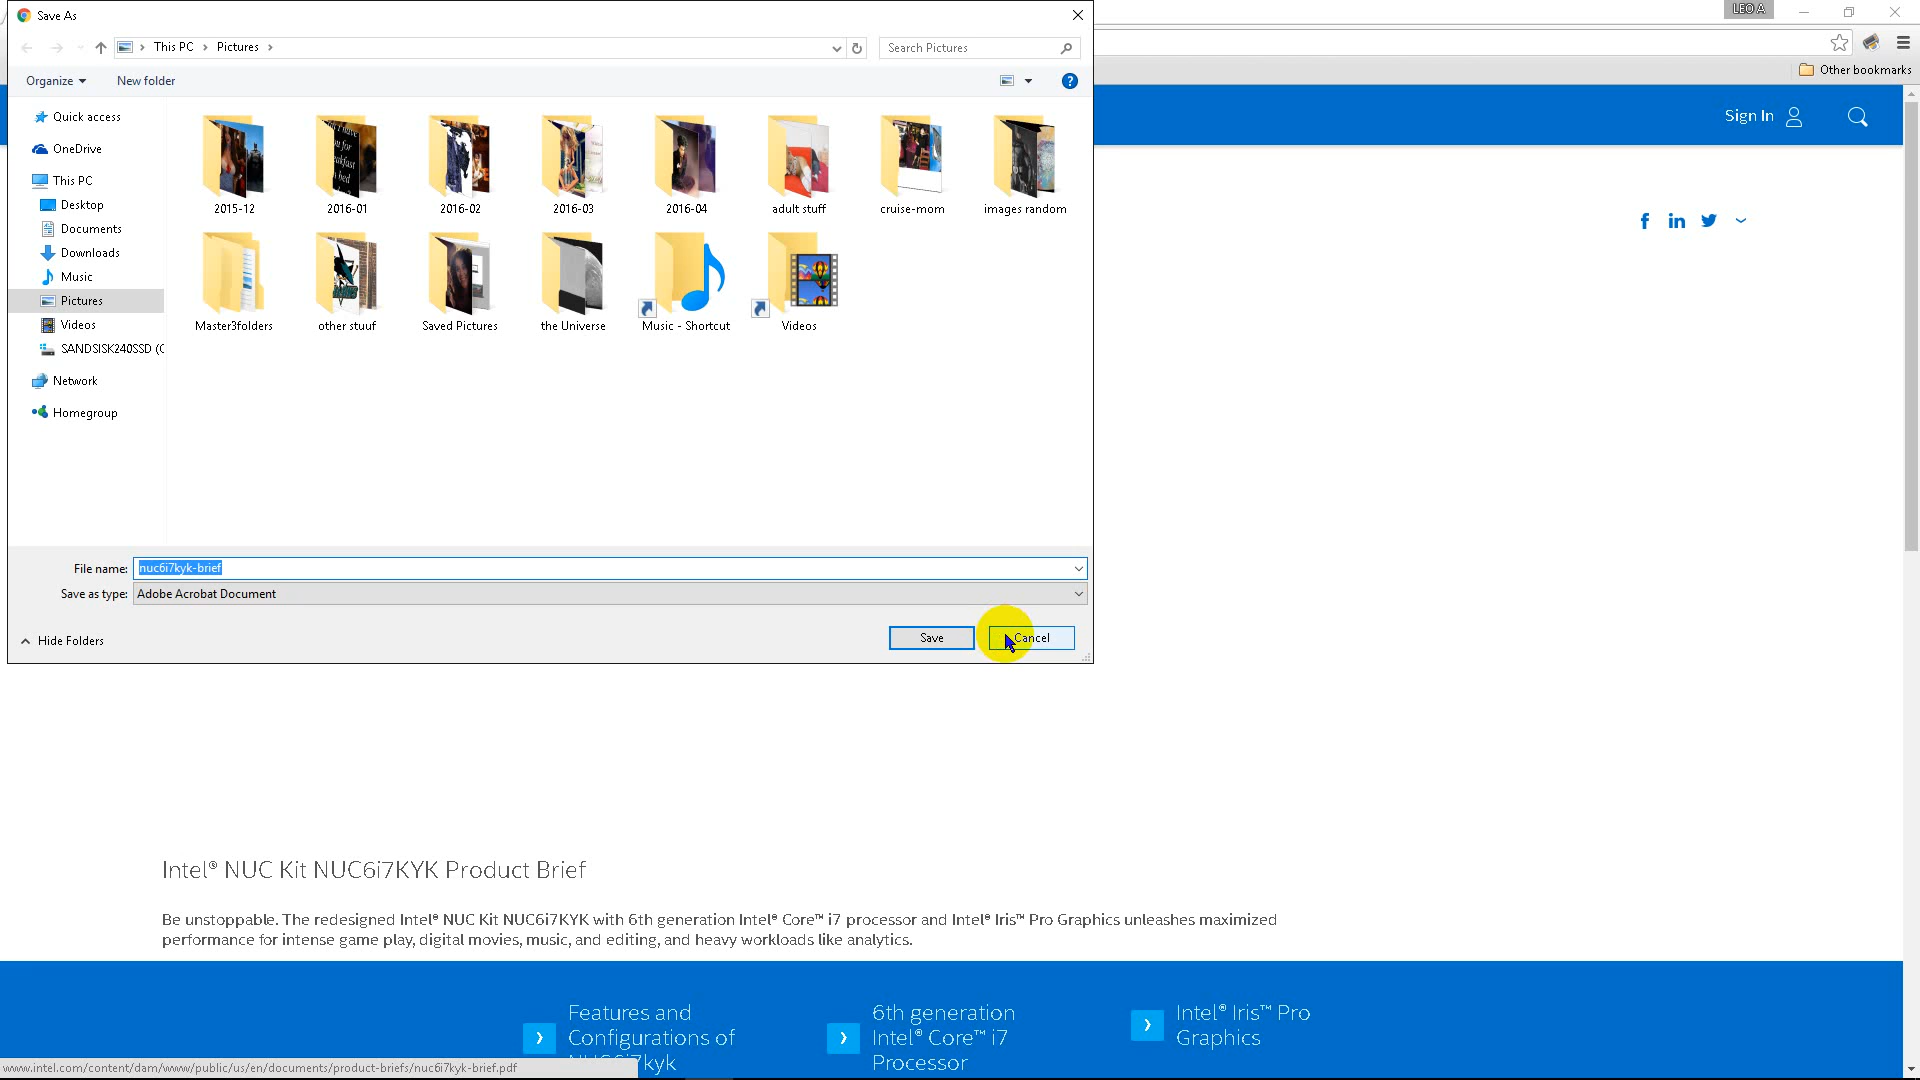 Save As
LEO A
This PC > Pictures >
Search Pictures
Other bookmarks
Organize
New folder
?
Sign In
Quick access
OneDrive
This PC
Desktop
Documents
Downloads
Music
Pictures
Videos
SANDSISK240SSD (C
Network
Homegroup
2015-12
2016-01
2016-02
2016-03
2016-04
adult stuff
cruise-mom
images random
Master3folders
other stuuf
Saved Pictures
the Universe
Music - Shortcut
Videos
File name: nuc6i7kyk-brief
Save as type: Adobe Acrobat Document
Hide Folders
Save
Cancel
Intel® NUC Kit NUC6i7KYK Product Brief
Be unstoppable. The redesigned Intel® NUC Kit NUC6i7KYK with 6th generation Intel® Core™ i7 processor and Intel® Iris™ Pro Graphics unleashes maximized
performance for intense game play, digital movies, music, and editing, and heavy workloads like analytics.
Features and
Configurations of
NUC6i7kyk
6th generation
Intel® Core™ i7
Processor
Intel® Iris™ Pro
Graphics
www.intel.com/content/dam/www/public/us/en/documents/product-briefs/nuc6i7kyk-brief.pdf